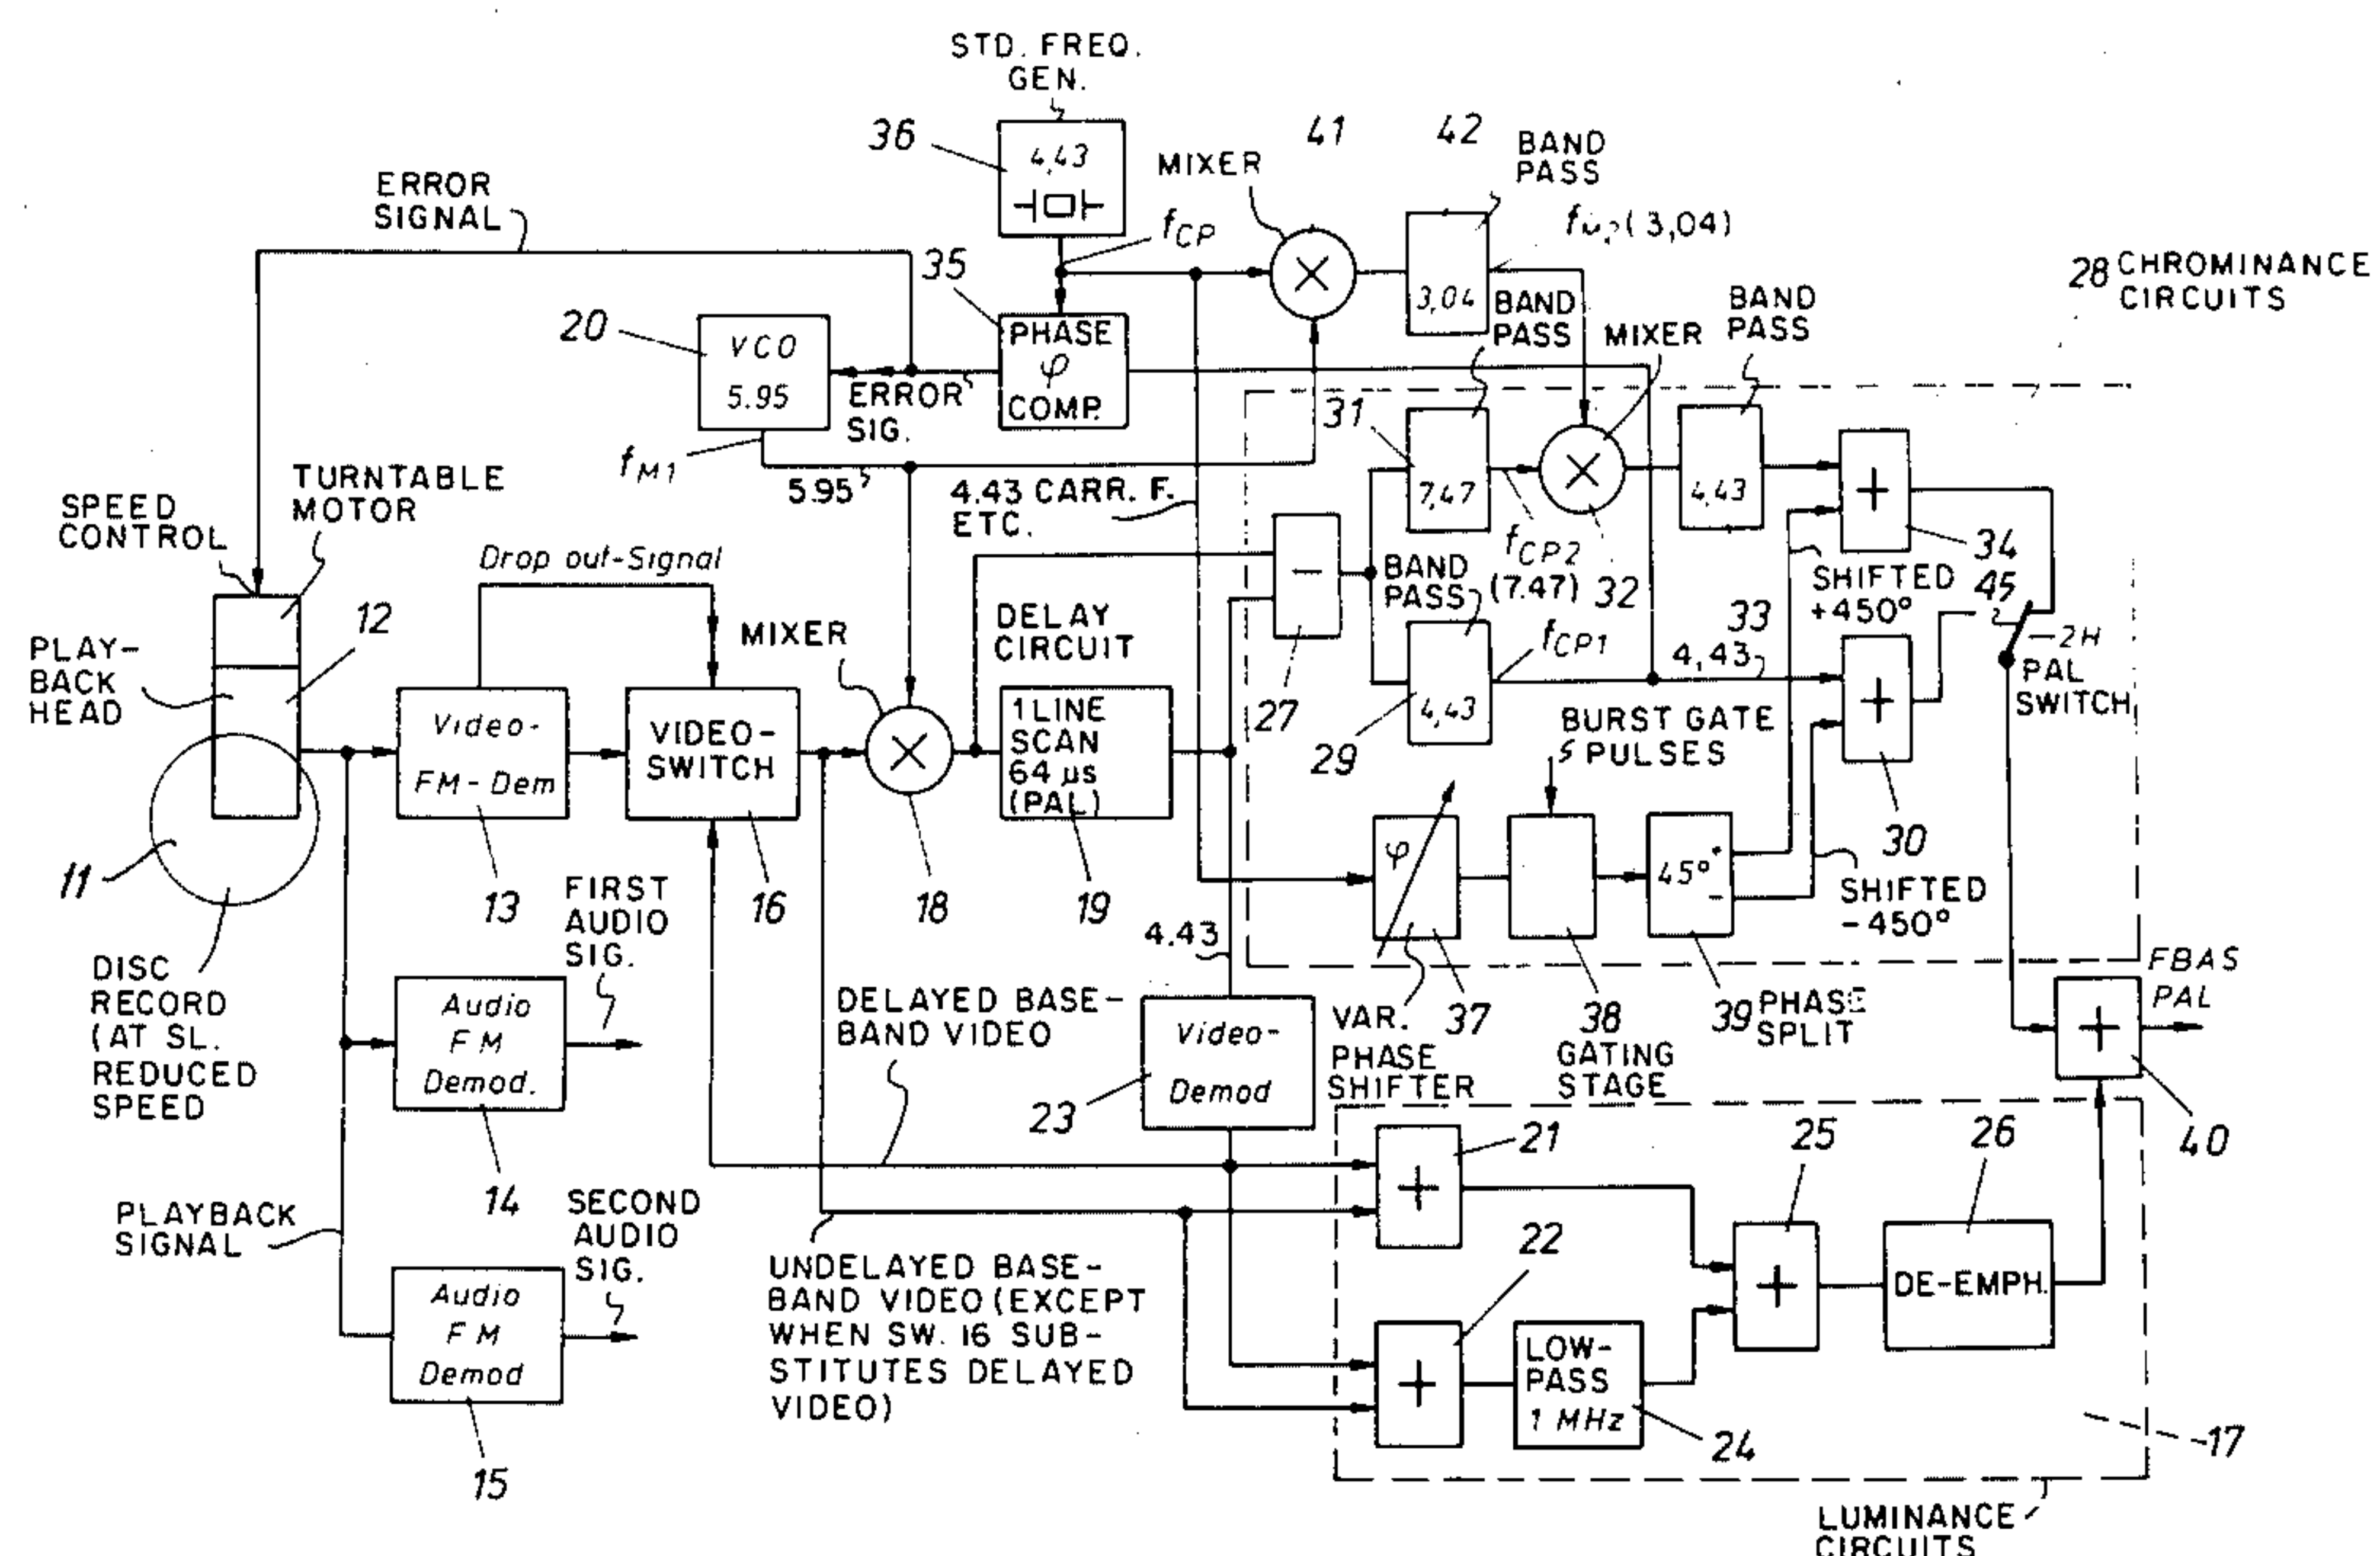 STD. FREQ.
GEN.
36
4,43
f CP
41
MIXER
42
BAND
PASS
(3,04)
3,04
ERROR
SIGNAL
35
PHASE
φ
COMP.
20
VCO
5.95
ERROR
SIG.
f M1
5.95
4.43 CARR. F.
ETC.
28 CHROMINANCE
CIRCUITS
BAND
PASS
MIXER
BAND
PASS
31
7,47
f CP2
(7.47)
32
4,43
+
34
SHIFTED
+450°
45
-2H
PAL
SWITCH
SPEED
CONTROL
TURNTABLE
MOTOR
Drop out-Signal
12
PLAY-
BACK
HEAD
11
DISC
RECORD
(AT SL.
REDUCED
SPEED
Video-
FM-Dem
13
VIDEO-
SWITCH
16
MIXER
18
DELAY
CIRCUIT
1 LINE
SCAN
64 µs
(PAL)
19
-
27
BAND
PASS
4,43
29
f CP1
33
4,43
+
30
BURST GATE
PULSES
φ
45°
+
-
SHIFTED
-450°
VAR.
PHASE
SHIFTER
37
38
GATING
STAGE
39 PHASE
SPLIT
4.43
FIRST
AUDIO
SIG.
Audio
FM
Demod.
14
SECOND
AUDIO
SIG.
Audio
FM
Demod
15
PLAYBACK
SIGNAL
DELAYED BASE-
BAND VIDEO
Video-
Demod
23
UNDELAYED BASE-
BAND VIDEO (EXCEPT
WHEN SW. 16 SUB-
STITUTES DELAYED
VIDEO)
+
21
+
22
LOW-
PASS
1 MHz
24
+
25
DE-EMPH.
26
FBAS
PAL
+
40
17
LUMINANCE
CIRCUITS